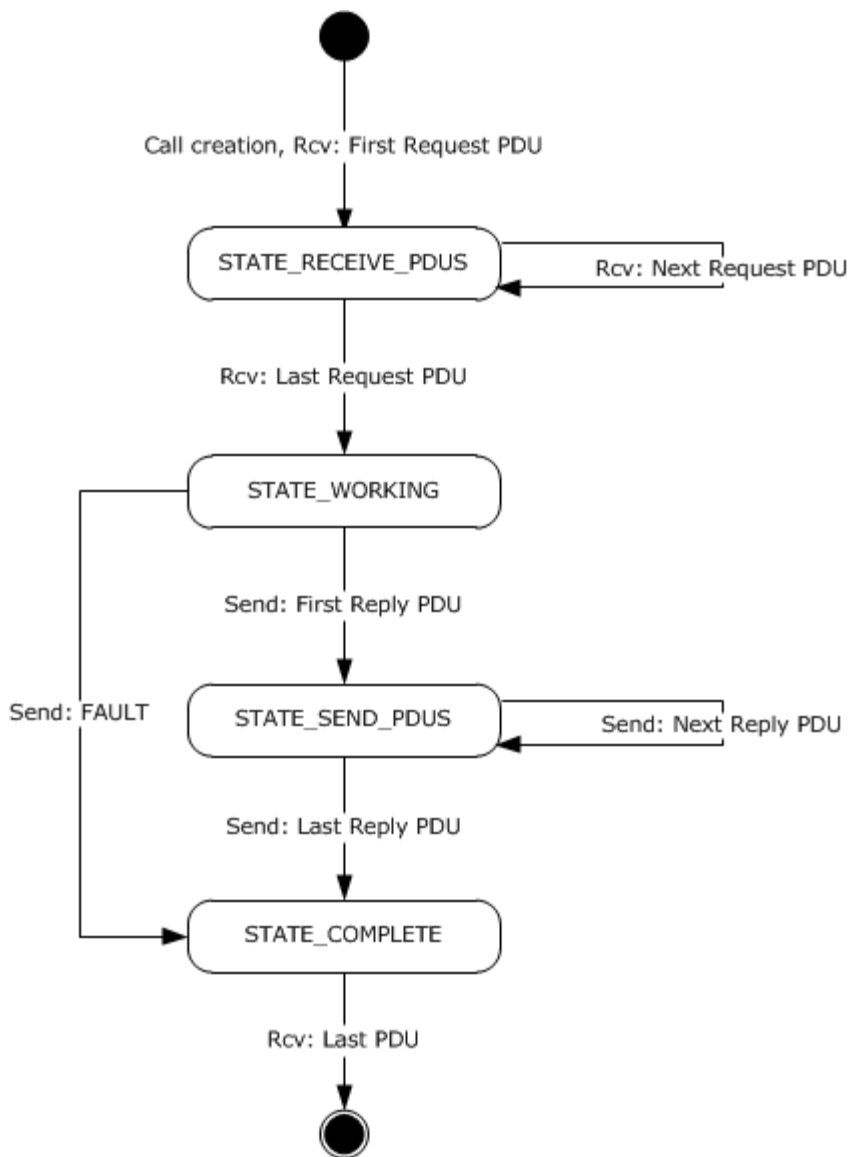 Call creation, Rcv: First Request PDU
STATE_RECEIVE_PDUS
Rcv: Next Request PDU
Rcv: Last Request PDU
STATE_WORKING
Send: First Reply PDU
Send: FAULT
STATE_SEND_PDUS
Send: Next Reply PDU
Send: Last Reply PDU
STATE_COMPLETE
Rcv: Last PDU